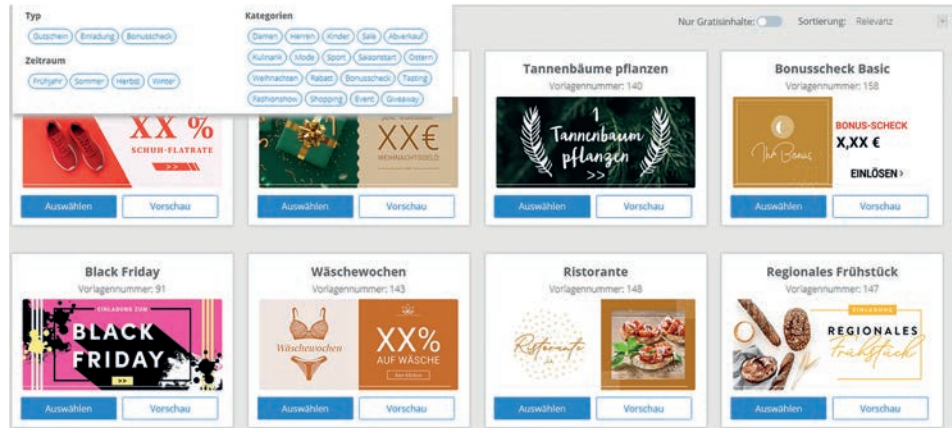 Typ
Gutschein Einladung Bonusscheck
Zeitraum
Frühjahr Sommer Herbst Winter
Kategorien
Damen Herren Kinder Sale Abverkauf
Kulinarik Mode Sport Saisonstart Ostern
Weihnachten Rabatt Bonusscheck Tasting
Fashionshow Shopping Event Giveaway
Nur Gratisinhalte: Sortierung: Relevanz
XX %
SCHUH-FLATRATE
>>
Auswählen Vorschau
XX€
WEIHNACHTSGELD
Auswählen Vorschau
Tannenbäume pflanzen
Vorlagennummer: 140
1
Tannenbaum
pflanzen
>>
Auswählen Vorschau
Bonusscheck Basic
Vorlagennummer: 158
Ihr Bonus
BONUS-SCHECK
X,XX €
EINLÖSEN >
Auswählen Vorschau
Black Friday
Vorlagennummer: 91
EINLADUNG ZUM
BLACK
FRIDAY
>>
Auswählen Vorschau
Wäschewochen
Vorlagennummer: 143
Wäschewochen
XX%
AUF WÄSCHE
Auswählen Vorschau
Ristorante
Vorlagennummer: 148
Ristorante
Auswählen Vorschau
Regionales Frühstück
Vorlagennummer: 147
EINLADUNG
REGIONALES
Frühstück
Auswählen Vorschau